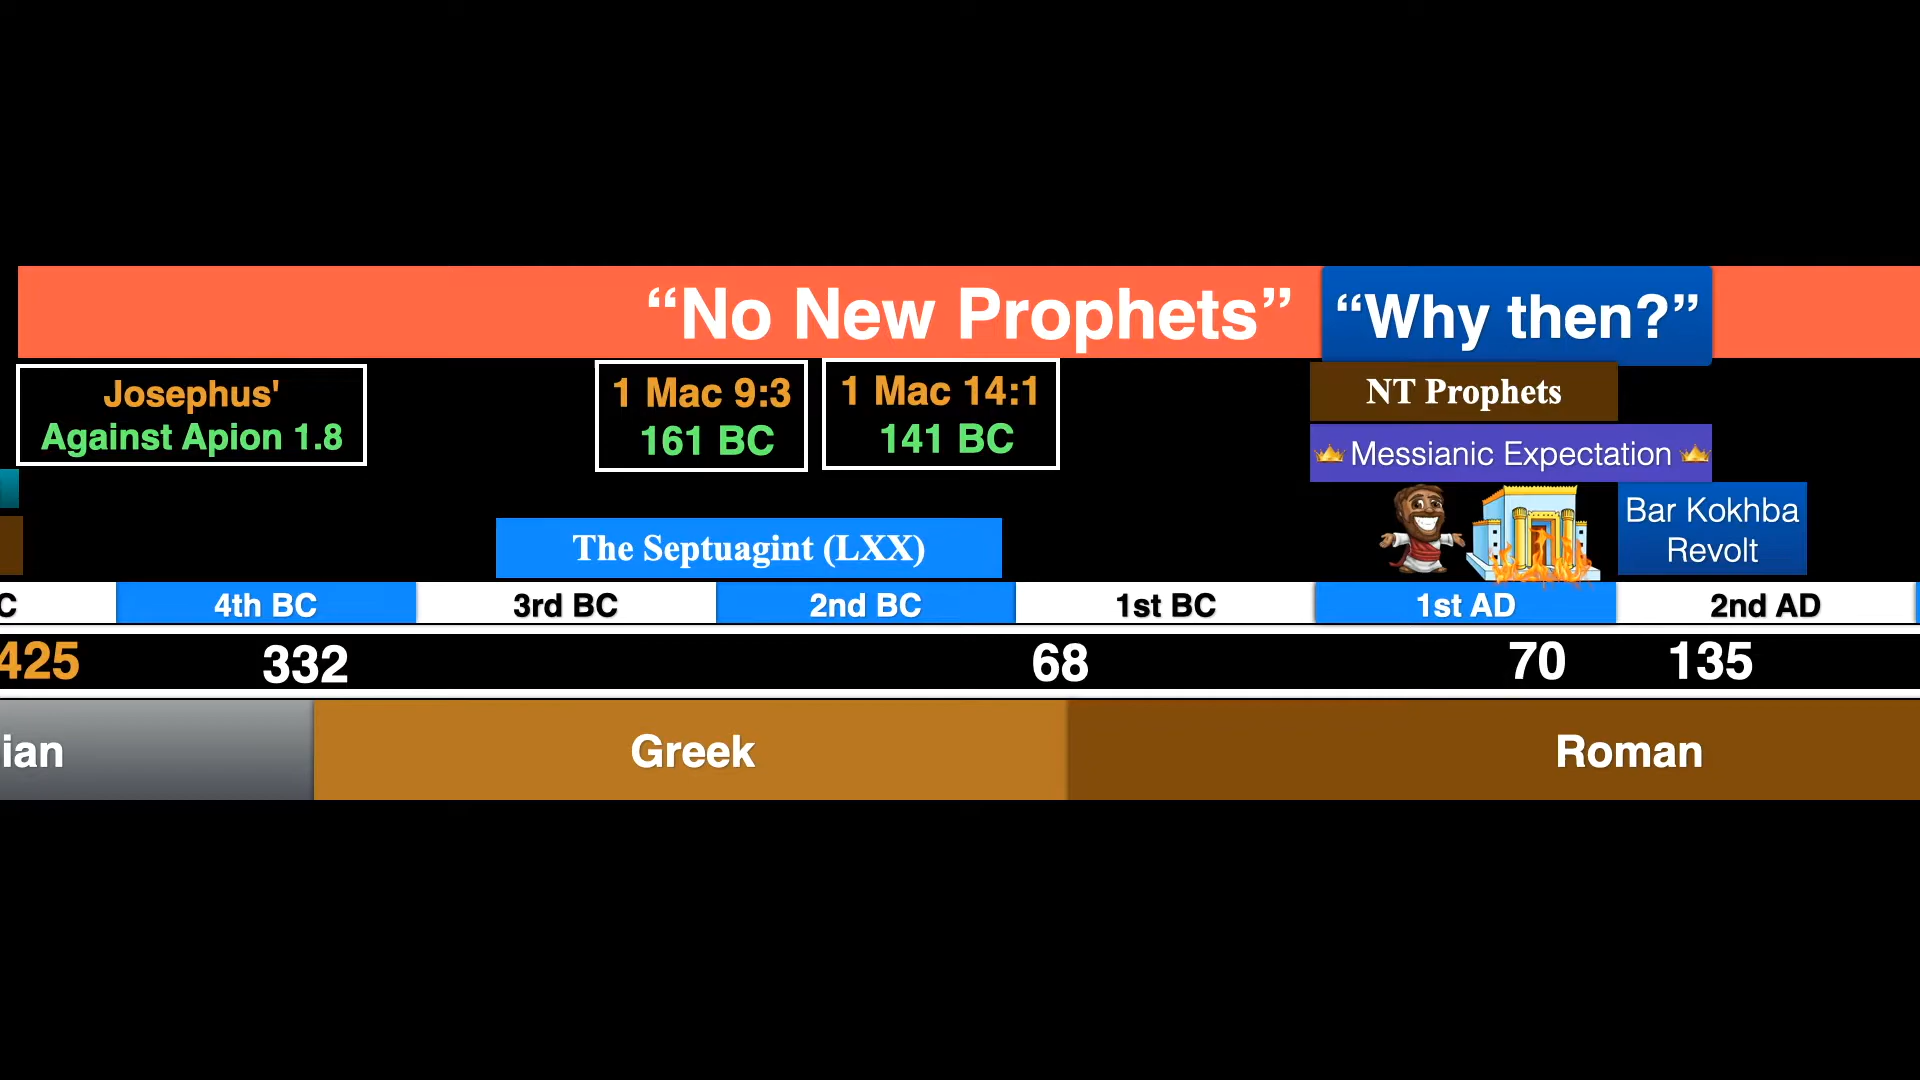 “No New Prophets”
“Why then?”
Josephus'
Against Apion 1.8
1 Mac 9:3
161 BC
1 Mac 14:1
141 BC
NT Prophets
Messianic Expectation
The Septuagint (LXX)
Bar Kokhba
Revolt
C
4th BC
3rd BC
2nd BC
1st BC
1st AD
2nd AD
425
332
68
70
135
ian
Greek
Roman